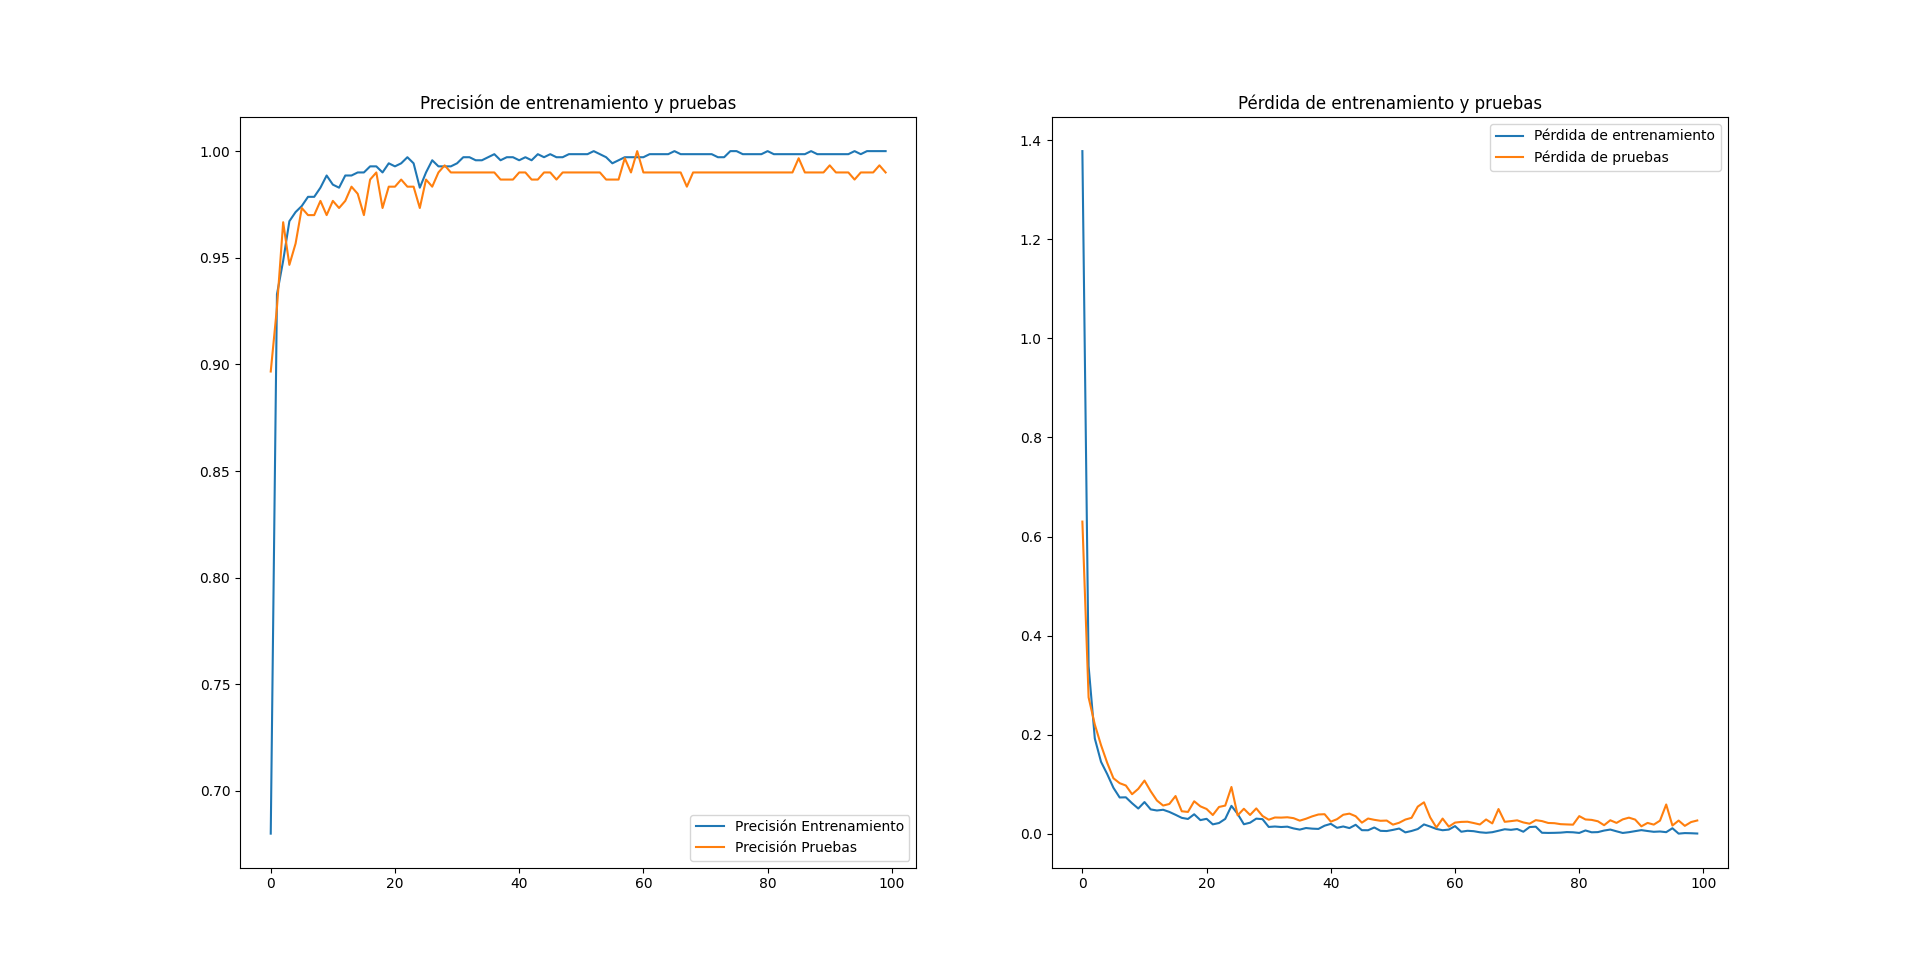 Precisión de entrenamiento y pruebas
1.00
0.95
0.90
0.85
0.80
0.75
0.70
0 20 40 60 80 100
Precisión Entrenamiento
Precisión Pruebas
Pérdida de entrenamiento y pruebas
1.4
1.2
1.0
0.8
0.6
0.4
0.2
0.0
0 20 40 60 80 100
Pérdida de entrenamiento
Pérdida de pruebas